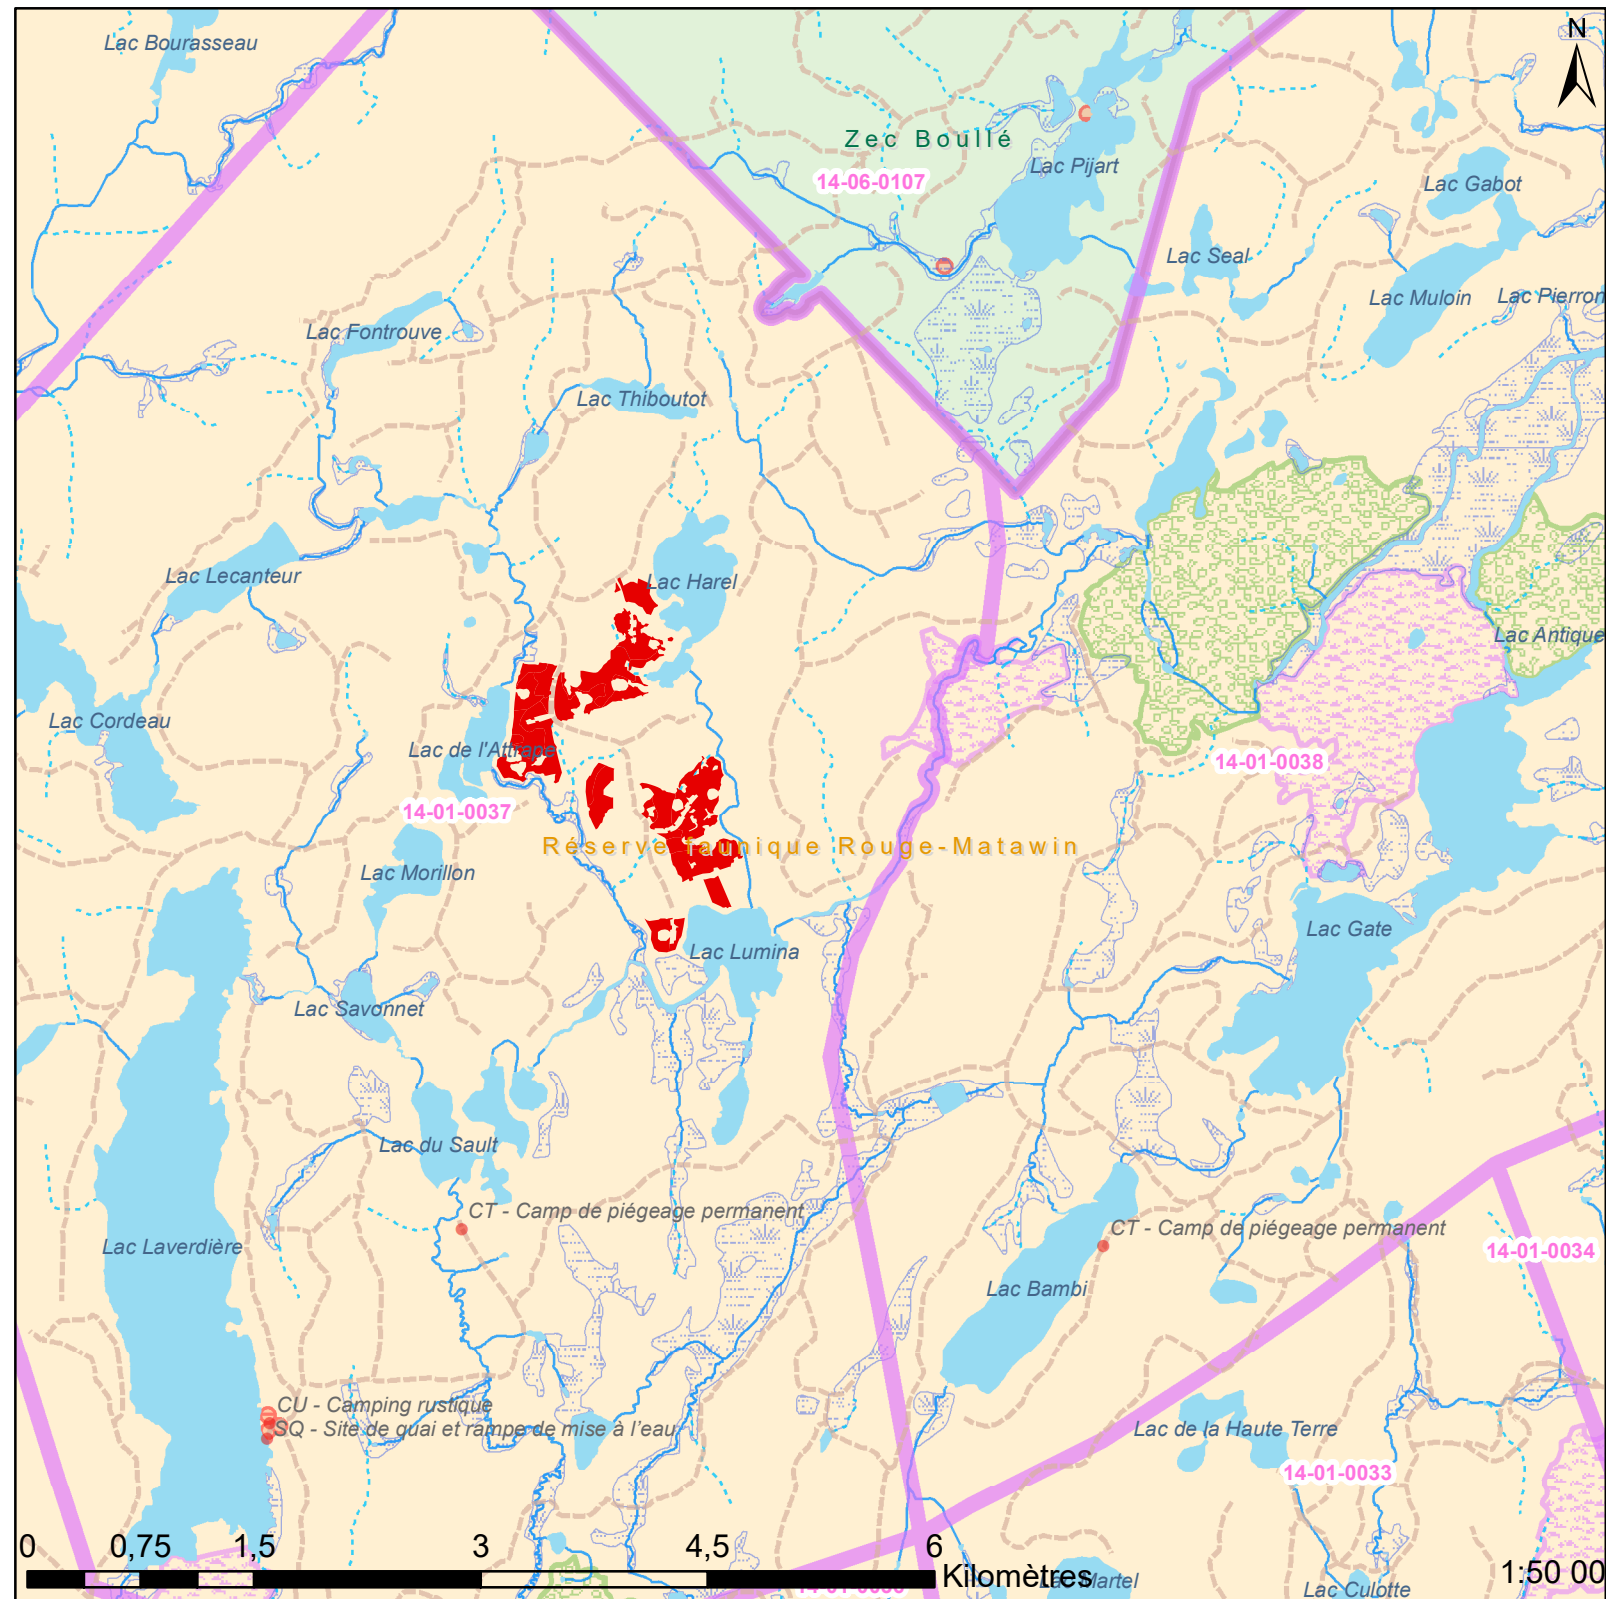 Lac Bourasseau
N
Zec Boullé
14-06-0107
Lac Pijart
Lac Gabot
Lac Seal
Lac Muloin
Lac Pierron
Lac Fontrouve
Lac Thiboutot
Lac Lecanteur
Lac Harel
Lac Antique
Lac Cordeau
Lac de l'Attrape
14-01-0038
14-01-0037
Réserve faunique Rouge-Matawin
Lac Morillon
Lac Gate
Lac Lumina
Lac Savonnet
Lac du Sault
CT - Camp de piégeage permanent
CT - Camp de piégeage permanent
Lac Laverdière
14-01-0034
Lac Bambi
CU - Camping rustique
SQ - Site de quai et rampe de mise à l'eau
Lac de la Haute Terre
14-01-0033
0 0,75 1,5 3 4,5 6
Kilomètres
1:50 00
Lac Martel
Lac Culotte